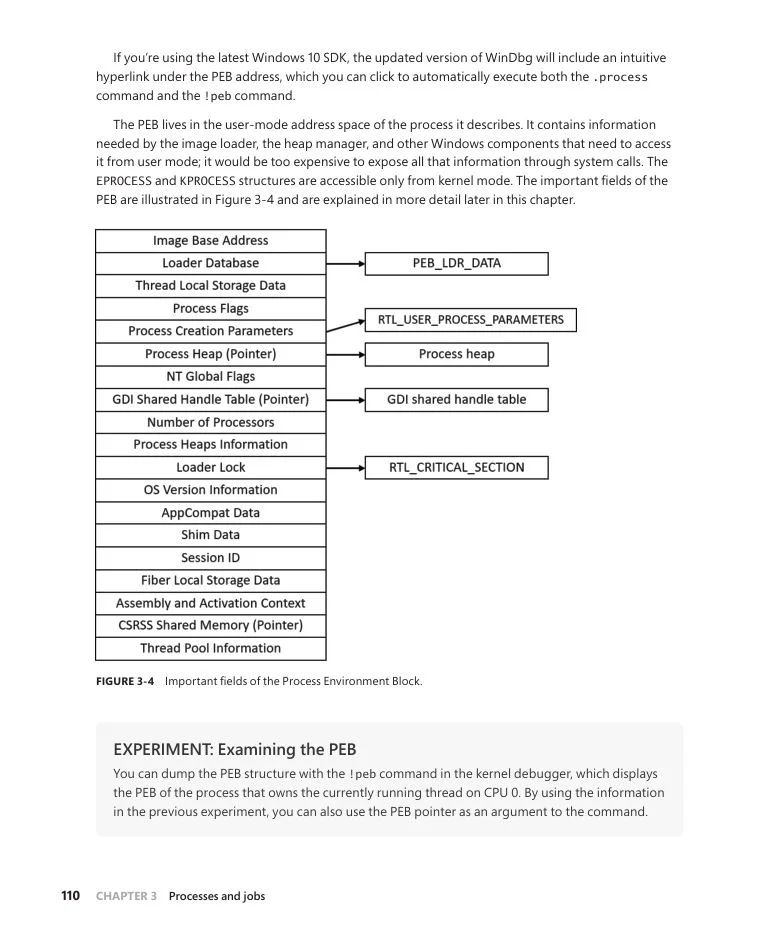 If you’re using the latest Windows 10 SDK, the updated version of WinDbg will include an intuitive
hyperlink under the PEB address, which you can click to automatically execute both the .process
command and the !peb command.
The PEB lives in the user-mode address space of the process it describes. It contains information
needed by the image loader, the heap manager, and other Windows components that need to access
it from user mode; it would be too expensive to expose all that information through system calls. The
EPROCESS and KPROCESS structures are accessible only from kernel mode. The important fields of the
PEB are illustrated in Figure 3-4 and are explained in more detail later in this chapter.
Image Base Address
Loader Database
PEB_LDR_DATA
Thread Local Storage Data
Process Flags
RTL_USER_PROCESS_PARAMETERS
Process Creation Parameters
Process Heap (Pointer)
Process heap
NT Global Flags
GDI Shared Handle Table (Pointer)
GDI shared handle table
Number of Processors
Process Heaps Information
Loader Lock
RTL_CRITICAL_SECTION
OS Version Information
AppCompat Data
Shim Data
Session ID
Fiber Local Storage Data
Assembly and Activation Context
CSRSS Shared Memory (Pointer)
Thread Pool Information
FIGURE 3-4 Important fields of the Process Environment Block.
EXPERIMENT: Examining the PEB
You can dump the PEB structure with the !peb command in the kernel debugger, which displays
the PEB of the process that owns the currently running thread on CPU 0. By using the information
in the previous experiment, you can also use the PEB pointer as an argument to the command.
110 CHAPTER 3 Processes and jobs